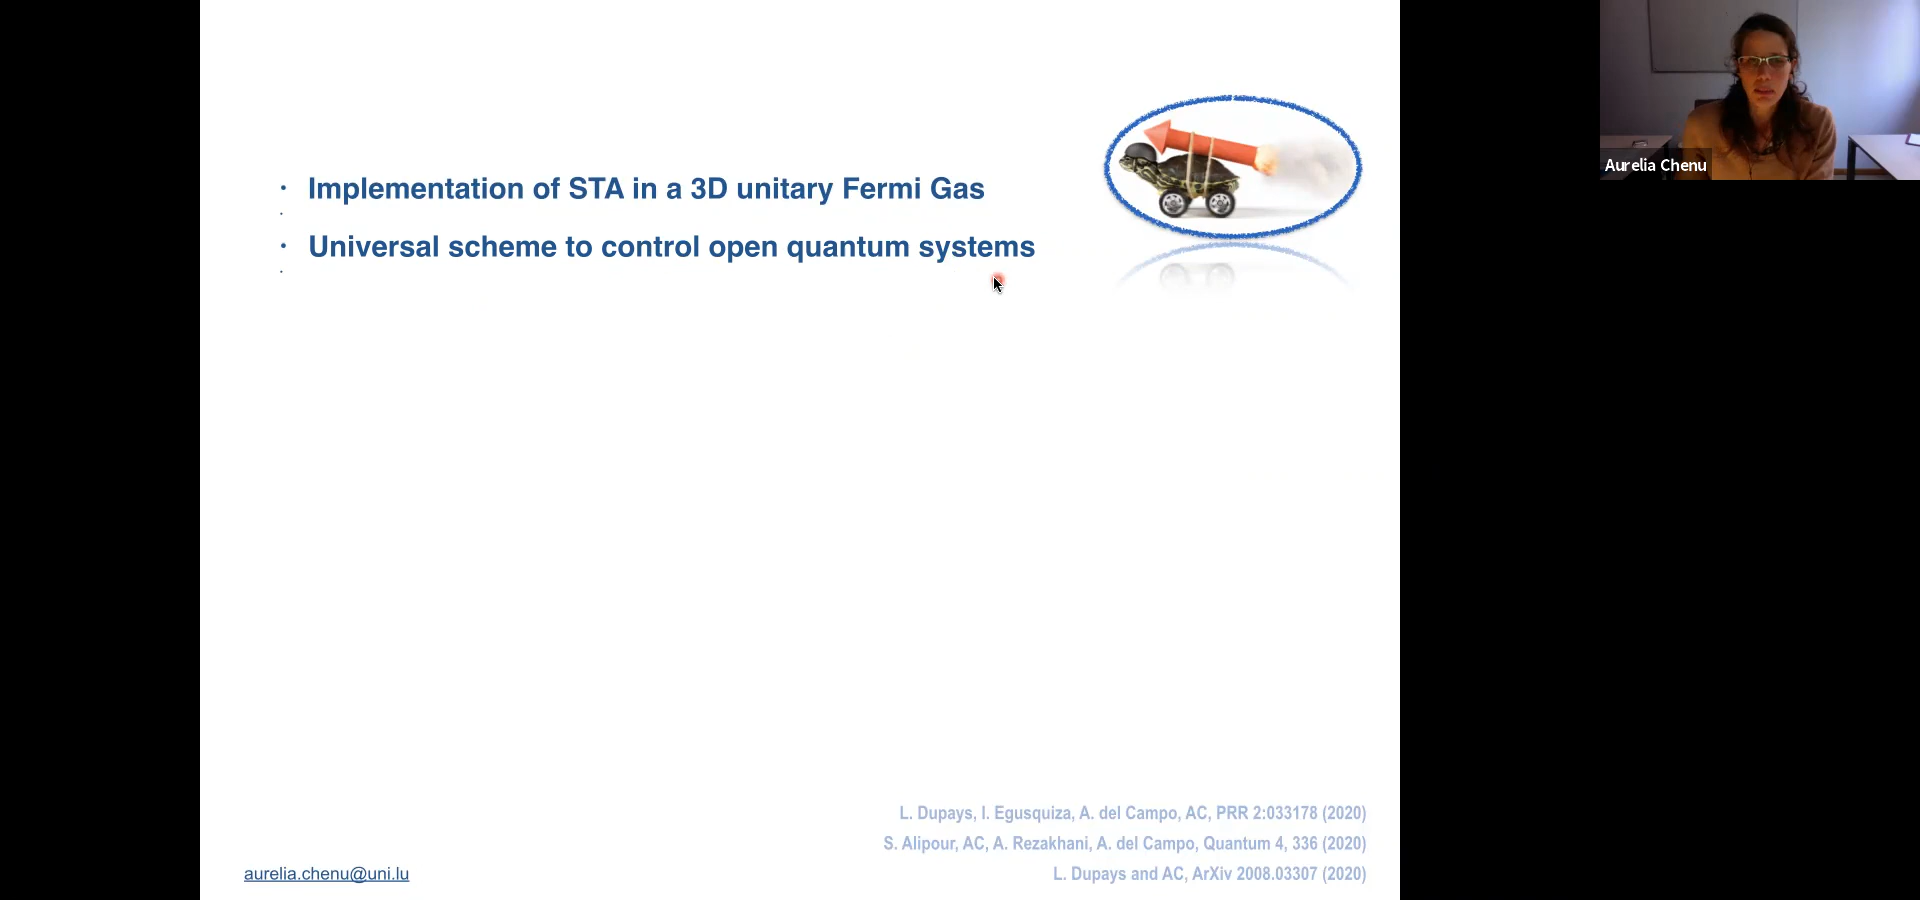 · Implementation of STA in a 3D unitary Fermi Gas
·
· Universal scheme to control open quantum systems
·
L. Dupays, I. Egusquiza, A. del Campo, AC, PRR 2:033178 (2020)
S. Alipour, AC, A. Rezakhani, A. del Campo, Quantum 4, 336 (2020)
L. Dupays and AC, ArXiv 2008.03307 (2020)
aurelia.chenu@uni.lu
Aurelia Chenu